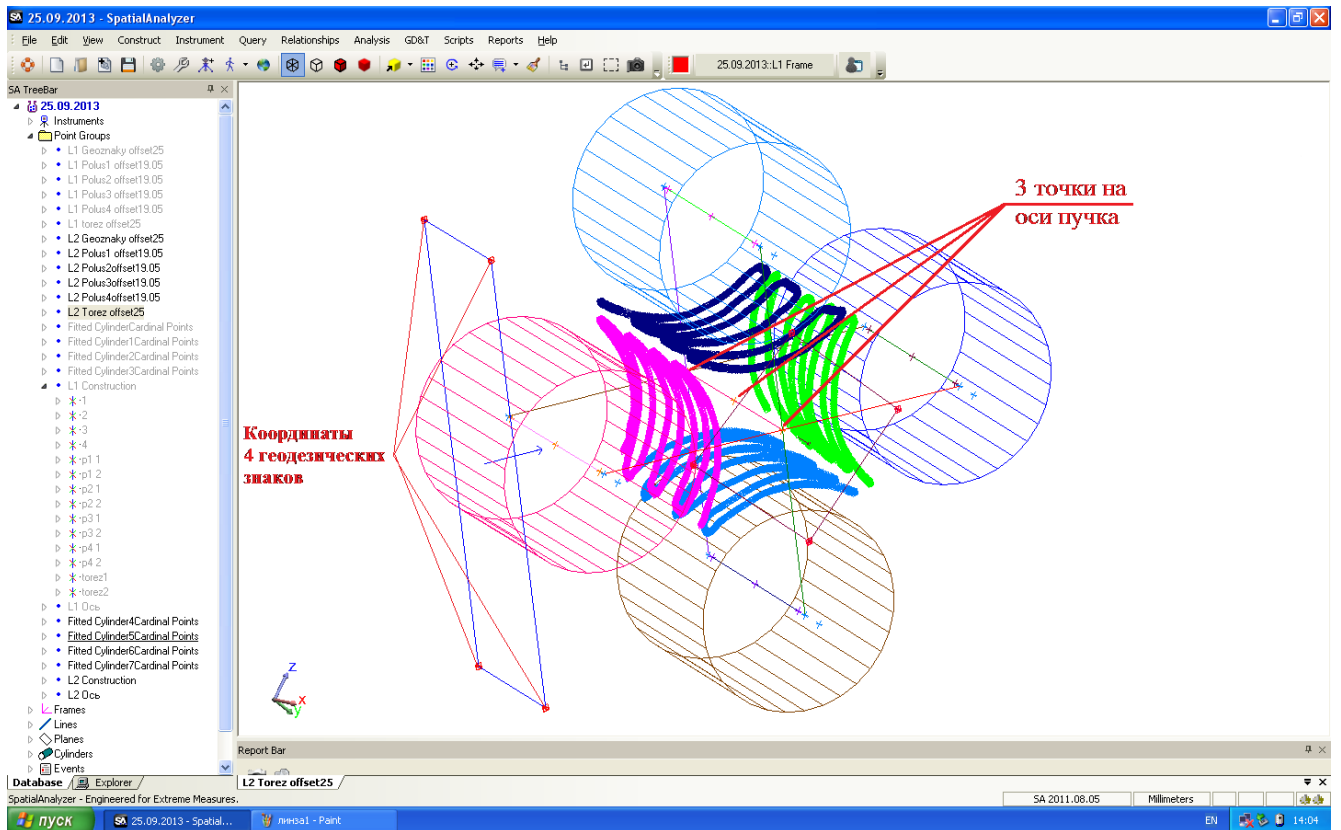 25.09.2013 - SpatialAnalyzer
File Edit View Construct Instrument Query Relationships Analysis GD&T Scripts Reports Help
25.09.2013::L1 Frame
SA TreeBar
25.09.2013
Instruments
Point Groups
L1 Geoznaky offset25
L1 Polus1 offset19.05
L1 Polus2 offset19.05
L1 Polus3 offset19.05
L1 Polus4 offset19.05
L1 torez offset25
L2 Geoznaky offset25
L2 Polus1 offset19.05
L2 Polus2offset19.05
L2 Polus3offset19.05
L2 Polus4offset19.05
L2 Torez offset25
Fitted CylinderCardinal Points
Fitted Cylinder1Cardinal Points
Fitted Cylinder2Cardinal Points
Fitted Cylinder3Cardinal Points
L1 Construction
-1
-2
-3
-4
-p1 1
-p1 2
-p2 1
-p2 2
-p3 1
-p3 2
-p4 1
-p4 2
-torez1
-torez2
L1 Ось
Fitted Cylinder4Cardinal Points
Fitted Cylinder5Cardinal Points
Fitted Cylinder6Cardinal Points
Fitted Cylinder7Cardinal Points
L2 Construction
L2 Ось
Frames
Lines
Planes
Cylinders
Events
Database Explorer
3 точки на
оси пучка
Координаты
4 геодезических
знаков
z
x
y
Report Bar
L2 Torez offset25
SpatialAnalyzer - Engineered for Extreme Measures.
SA 2011.08.05 Millimeters
пуск 25.09.2013 - Spatial... линза1 - Paint EN 14:04